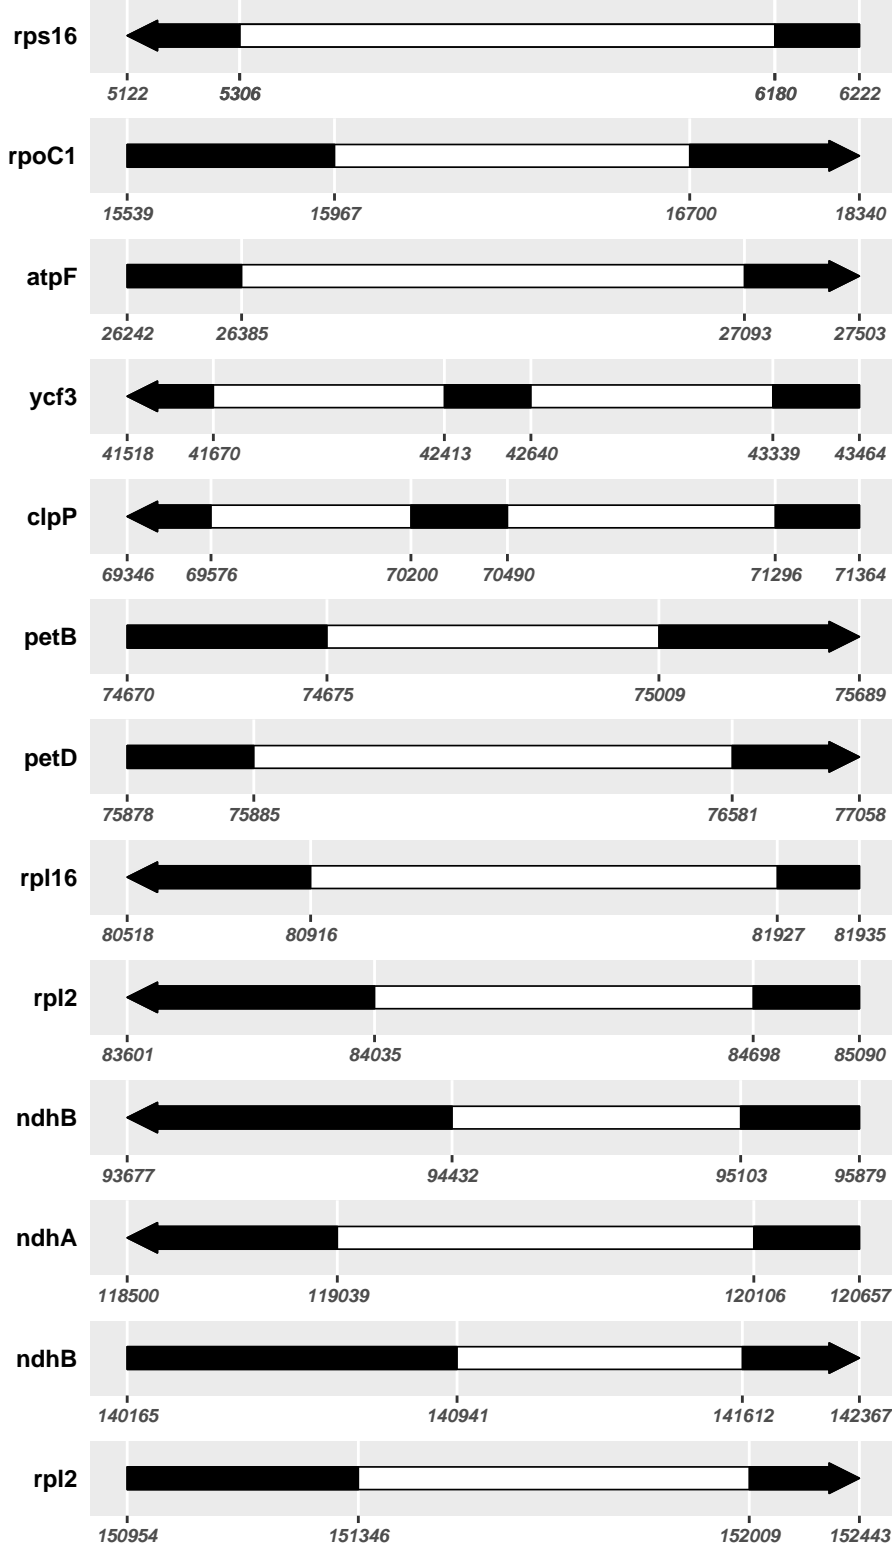 rps16
5122 5306 6180 6222
rpoC1
15539 15967 16700 18340
atpF
26242 26385 27093 27503
ycf3
41518 41670 42413 42640 43339 43464
clpP
69346 69576 70200 70490 71296 71364
petB
74670 74675 75009 75689
petD
75878 75885 76581 77058
rpl16
80518 80916 81927 81935
rpl2
83601 84035 84698 85090
ndhB
93677 94432 95103 95879
ndhA
118500 119039 120106 120657
ndhB
140165 140941 141612 142367
rpl2
150954 151346 152009 152443